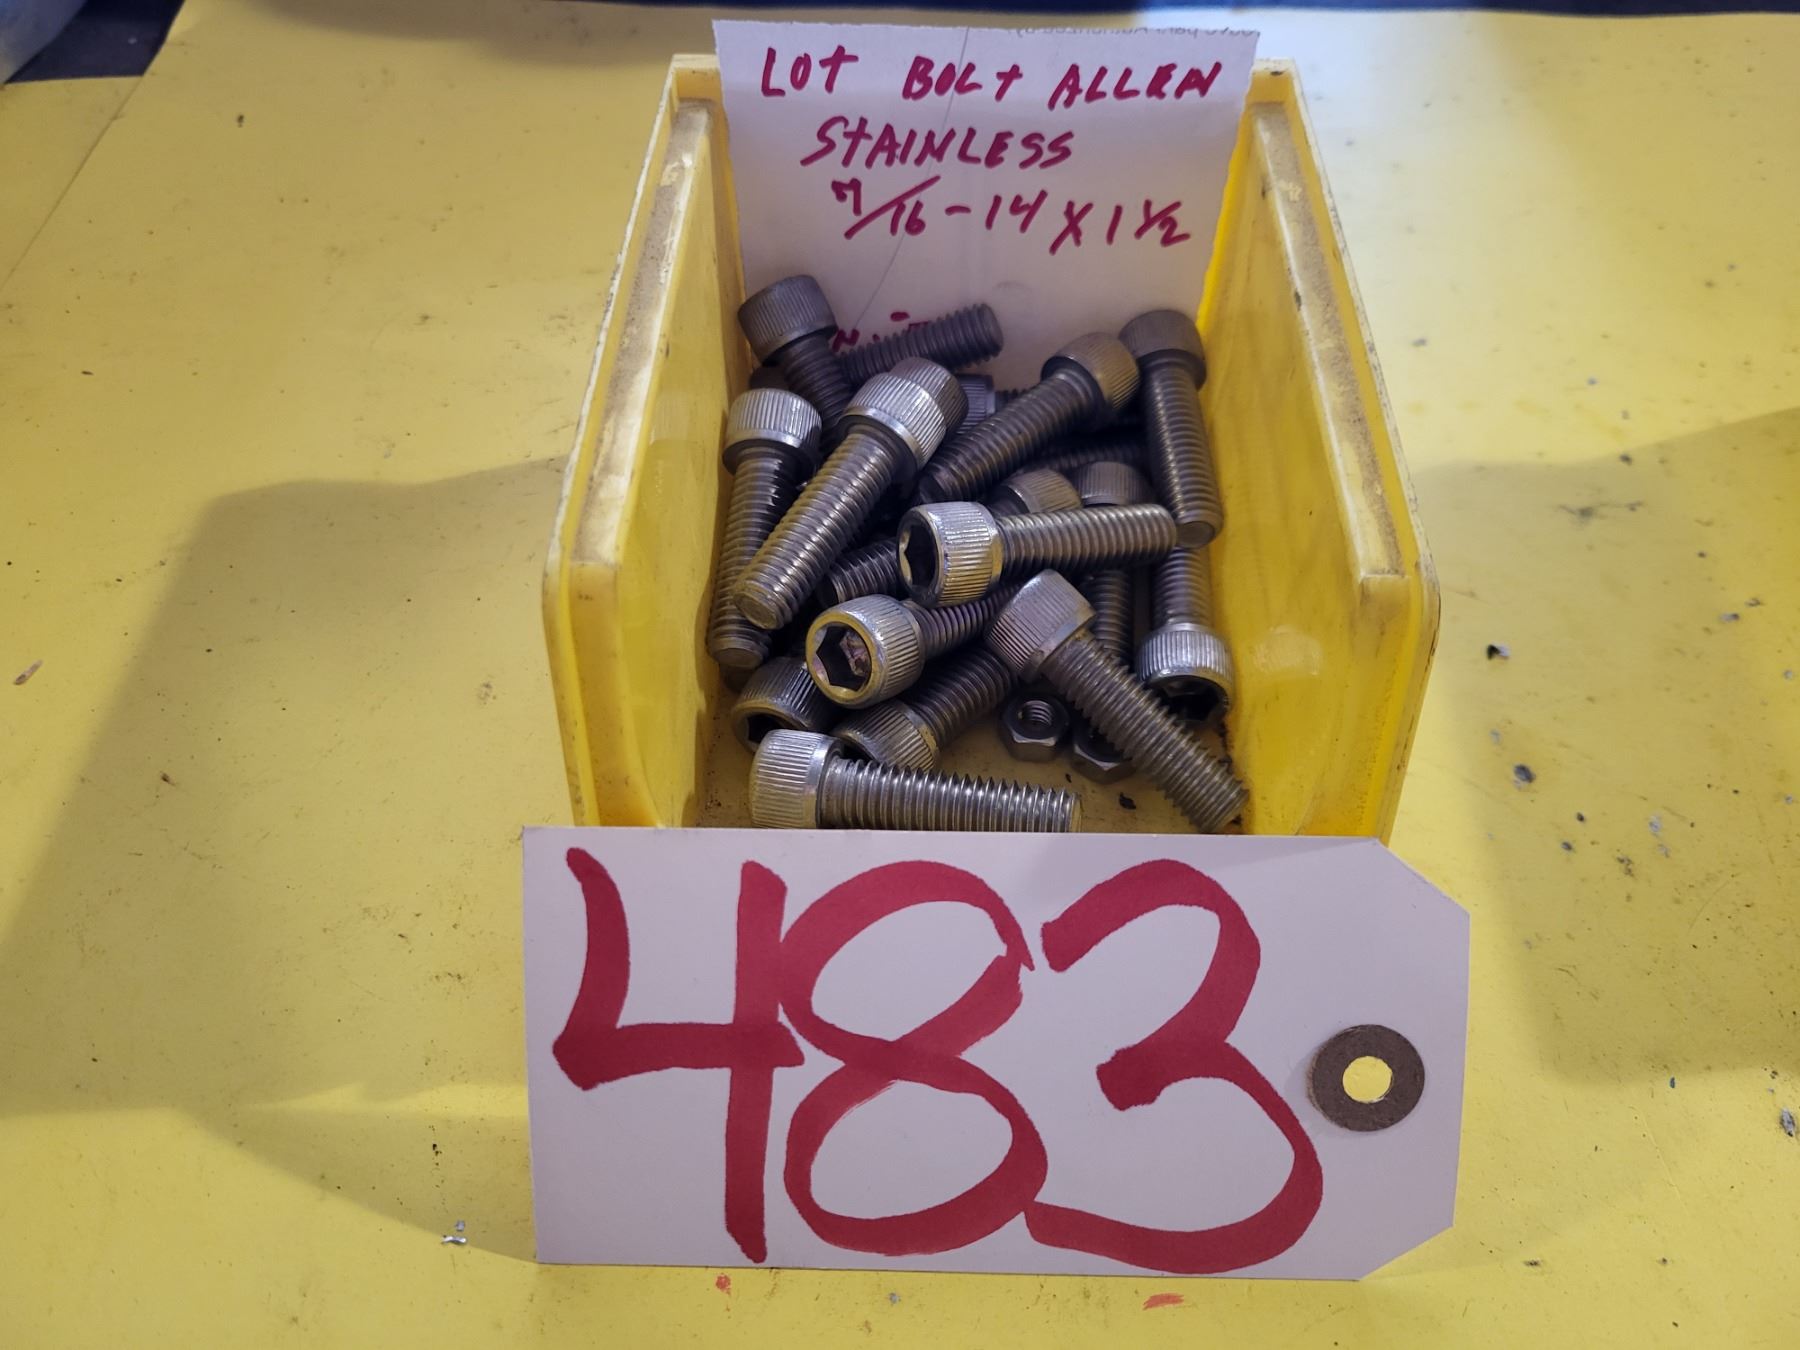 LOT BOLT ALLEN
STAINLESS
7/16-14 X 1 1/2
483